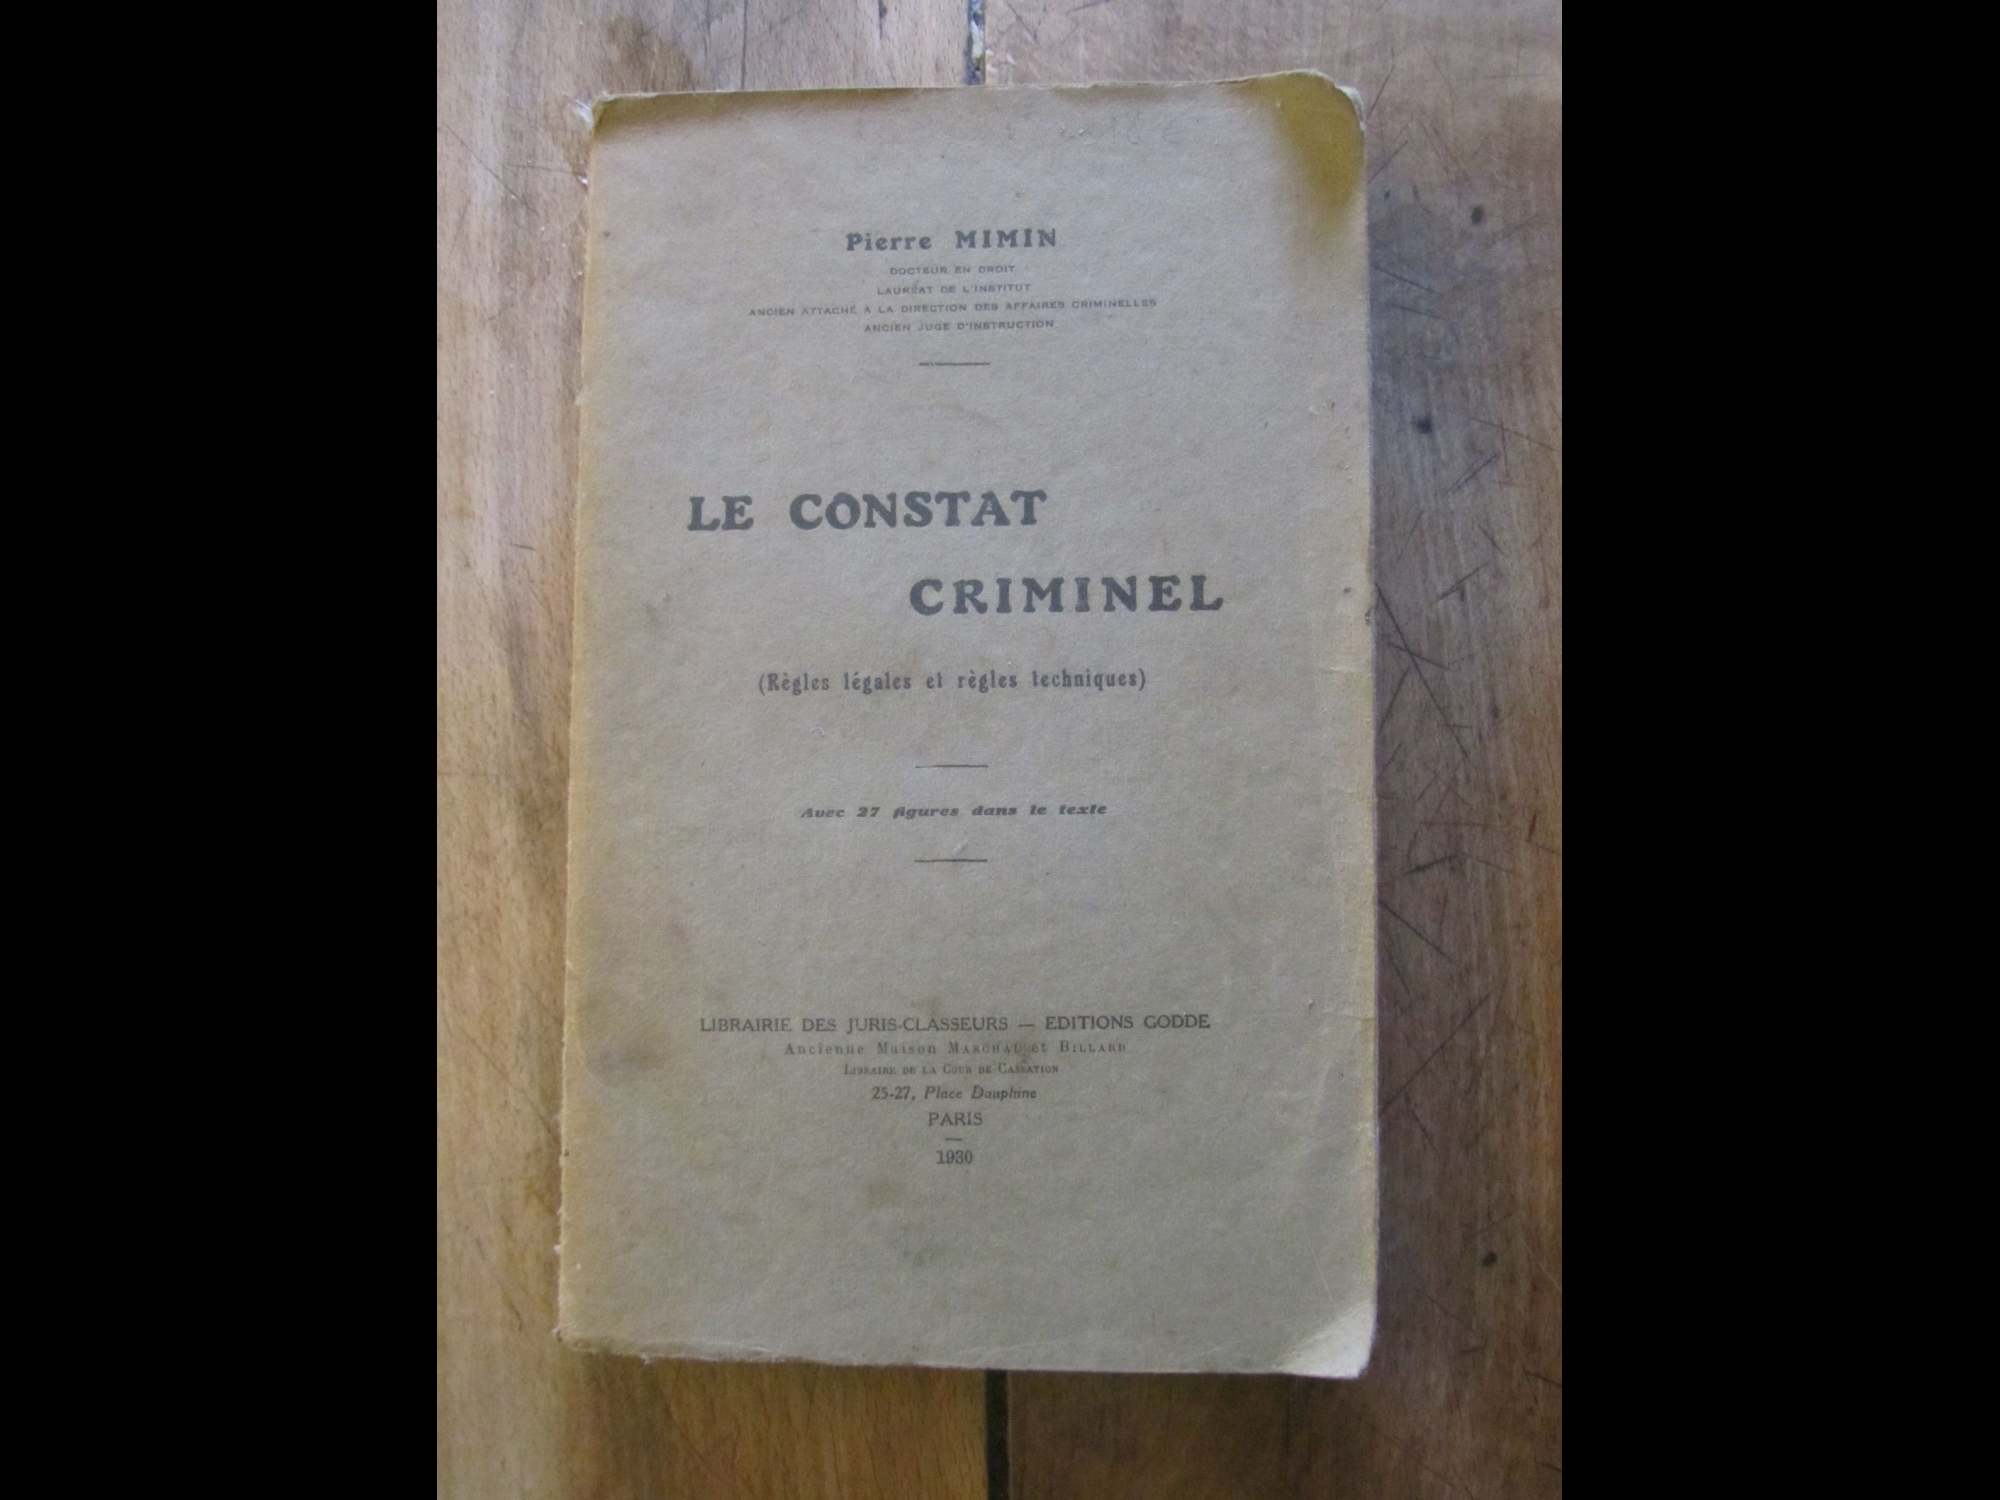 Pierre MIMIN
DOCTEUR EN DROIT
LAURÉAT DE L'INSTITUT
ANCIEN ATTACHÉ A LA DIRECTION DES AFFAIRES CRIMINELLES
ANCIEN JUGE D'INSTRUCTION
LE CONSTAT
CRIMINEL
(Règles légales et règles techniques)
Avec 27 figures dans le texte
LIBRAIRIE DES JURIS-CLASSEURS — EDITIONS GODDE
Ancienne Maison MARCHAL et BILLARD
LIBRAIRE DE LA COUR DE CASSATION
25-27, Place Dauphine
PARIS
1930